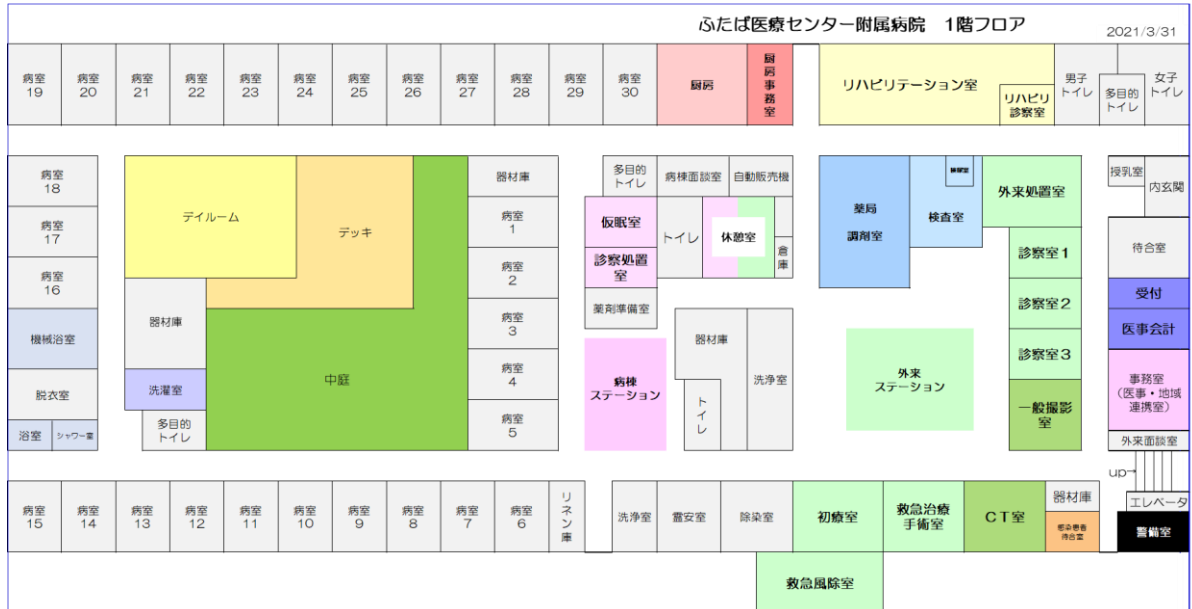 ふたば医療センター附属病院　1階フロア
2021/3/31
病室
19
病室
20
病室
21
病室
22
病室
23
病室
24
病室
25
病室
26
病室
27
病室
28
病室
29
病室
30
厨房
厨
房
事
務
室
リハビリテーション室
リハビリ
診察室
男子
トイレ
多目的
トイレ
女子
トイレ
病室
18
病室
17
病室
16
機械浴室
脱衣室
浴室
シャワー室
デイルーム
デッキ
器材庫
洗濯室
多目的
トイレ
中庭
器材庫
病室
1
病室
2
病室
3
病室
4
病室
5
多目的
トイレ
病棟面談室
自動販売機
仮眠室
トイレ
休憩室
倉
庫
診察処置
室
薬剤準備室
病棟
ステーション
器材庫
ト
イ
レ
洗浄室
薬局
調剤室
検査室
外来処置室
診察室1
診察室2
診察室3
一般撮影
室
外来
ステーション
授乳室
内玄関
待合室
受付
医事会計
事務室
（医事・地域
連携室）
外来面談室
up→
エレベータ
警備室
病室
15
病室
14
病室
13
病室
12
病室
11
病室
10
病室
9
病室
8
病室
7
病室
6
リ
ネ
ン
庫
洗浄室
霊安室
除染室
初療室
救急治療
手術室
CT室
器材庫
感染患者
待合室
救急風除室